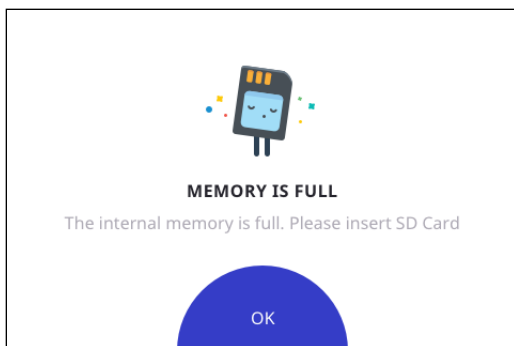 MEMORY IS FULL
The internal memory is full. Please insert SD Card
OK